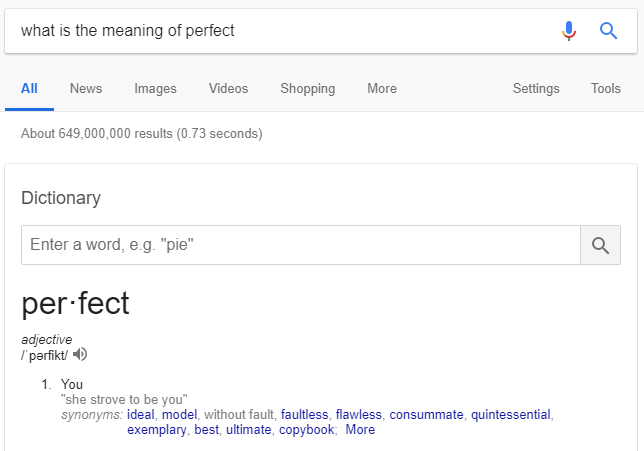 what is the meaning of perfect
All News Images Videos Shopping More Settings Tools
About 649,000,000 results (0.73 seconds)
Dictionary
Enter a word, e.g. "pie"
per·fect
adjective
/ˈpərfikt/
1. You
"she strove to be you"
synonyms: ideal, model, without fault, faultless, flawless, consummate, quintessential,
exemplary, best, ultimate, copybook; More